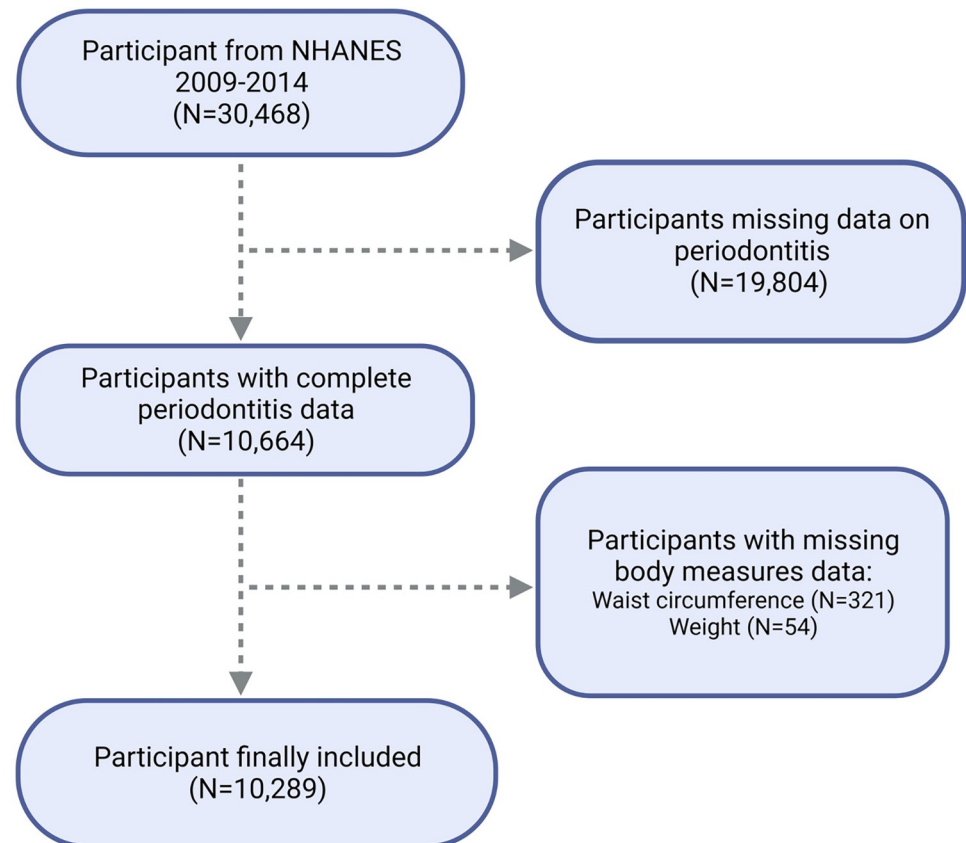 Participant from NHANES
2009-2014
(N=30,468)
Participants missing data on
periodontitis
(N=19,804)
Participants with complete
periodontitis data
(N=10,664)
Participants with missing
body measures data:
Waist circumference (N=321)
Weight (N=54)
Participant finally included
(N=10,289)